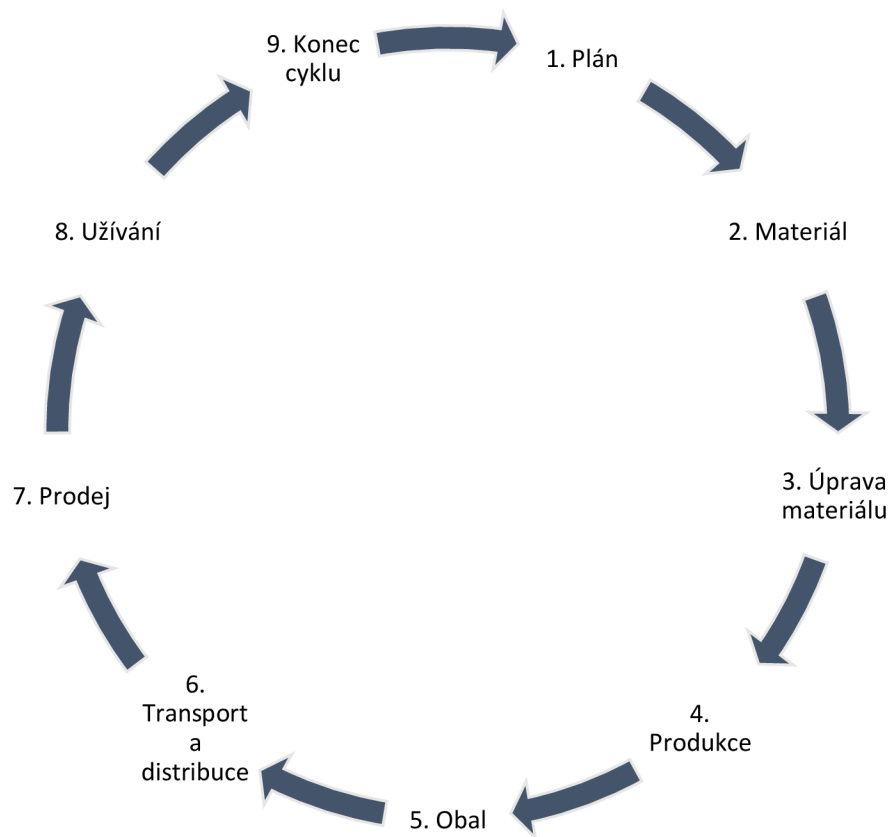 1. Plán
2. Materiál
3. Úprava
materiálu
4.
Produkce
5. Obal
6.
Transport
a
distribuce
7. Prodej
8. Užívání
9. Konec
cyklu